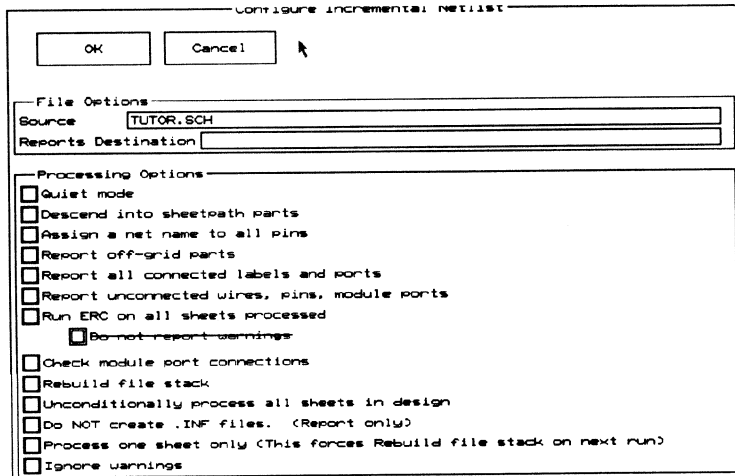 Configure Incremental Netlist
OK
Cancel
File Options
Source TUTOR.SCH
Reports Destination
Processing Options
Quiet mode
Descend into sheetpath parts
Assign a net name to all pins
Report off-grid parts
Report all connected labels and ports
Report unconnected wires, pins, module ports
Run ERC on all sheets processed
Do not report warnings
Check module port connections
Rebuild file stack
Unconditionally process all sheets in design
Do NOT create .INF files. (Report only)
Process one sheet only (This forces Rebuild file stack on next run)
Ignore warnings